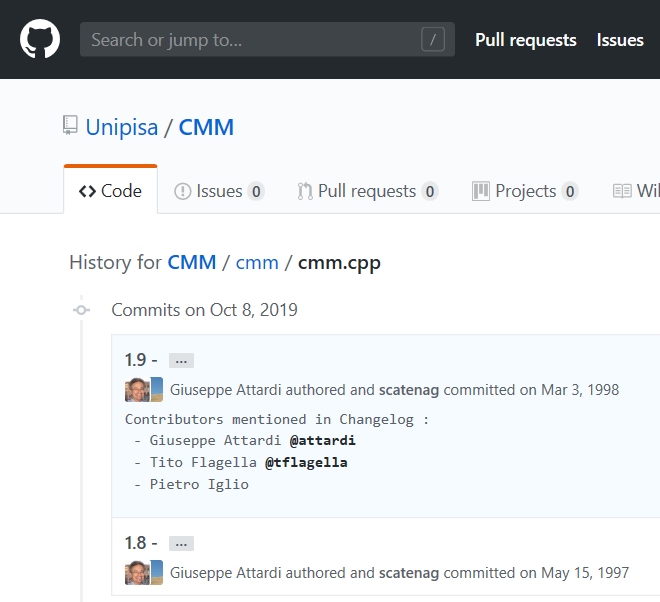 Search or jump to... / Pull requests Issues
Unipisa / CMM
<> Code Issues 0 Pull requests 0 Projects 0
History for CMM / cmm / cmm.cpp
Commits on Oct 8, 2019
1.9 - ...
Giuseppe Attardi authored and scatenag committed on Mar 3, 1998
Contributors mentioned in Changelog :
- Giuseppe Attardi @attardi
- Tito Flagella @tflagella
- Pietro Iglio
1.8 - ...
Giuseppe Attardi authored and scatenag committed on May 15, 1997